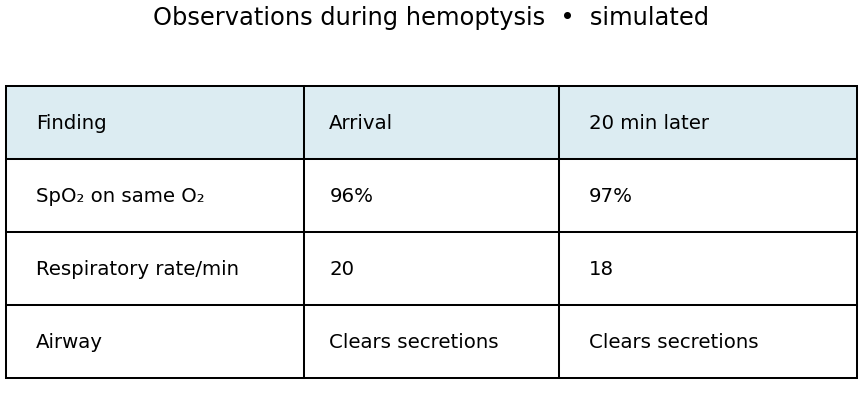 Observations during hemoptysis • simulated
Finding Arrival 20 min later
SpO₂ on same O₂ 96% 97%
Respiratory rate/min 20 18
Airway Clears secretions Clears secretions